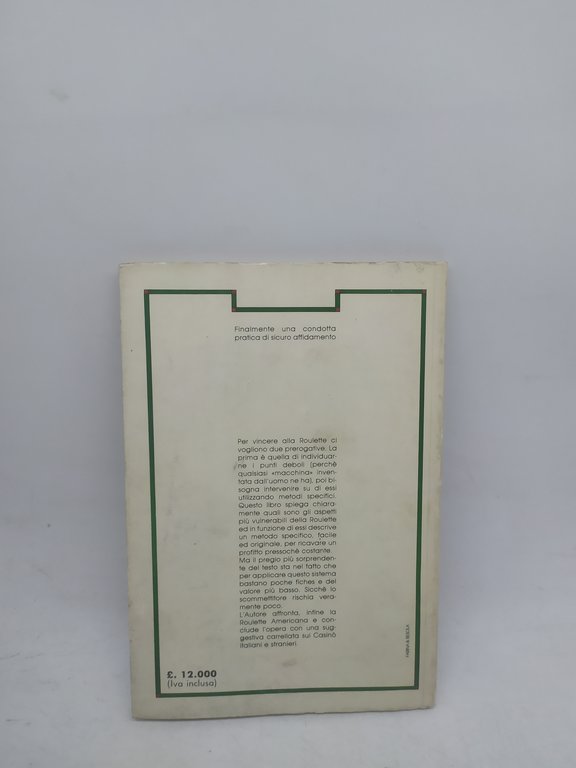 Finalmente una condotta
pratica di sicuro affidamento
Per vincere alla Roulette ci
vogliono due prerogative. La
prima è quella di individuar-
ne i punti deboli (perchè
qualsiasi «macchina» inven-
tata dall'uomo ne ha), poi bi-
sogna intervenire su di essi
utilizzando metodi specifici.
Questo libro spiega chiara-
mente quali sono gli aspetti
più vulnerabili della Roulette
ed in funzione di essi descrive
un metodo specifico, facile
ed originale, per ricavare un
profitto pressochè costante.
Ma il pregio più sorprenden-
te del testo sta nel fatto che
per applicare questo sistema
bastano poche fiches e del
valore più basso. Sicchè lo
scommettitore rischia vera-
mente poco.
L'Autore affronta, infine la
Roulette Americana e con-
clude l'opera con una sug-
gestiva carrellata sui Casinò
italiani e stranieri.
£. 12.000
(Iva inclusa)